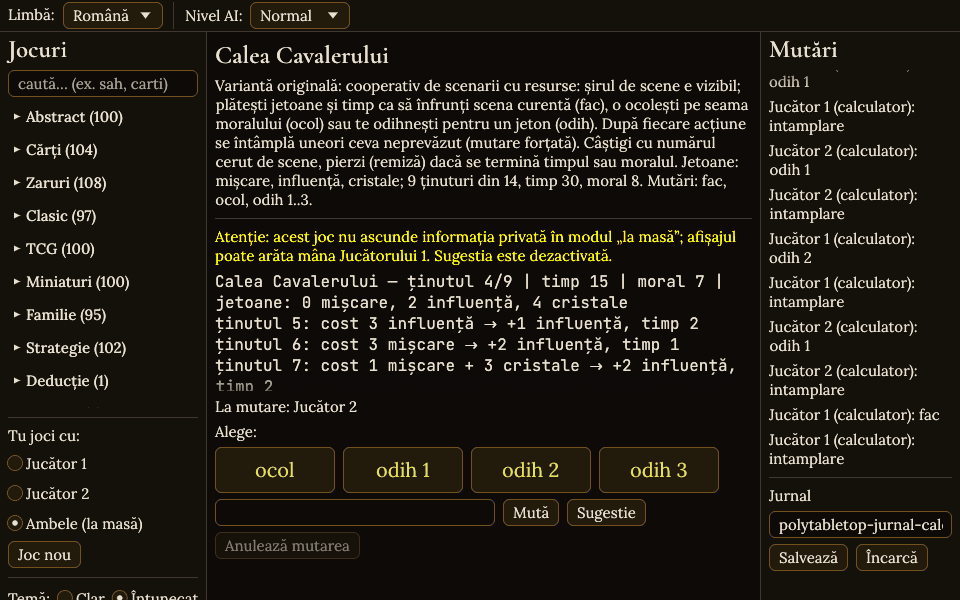 Limbă: Română Nivel AI: Normal
Jocuri
caută... (ex. sah, carti)
Abstract (100)
Cărți (104)
Zaruri (108)
Clasic (97)
TCG (100)
Miniaturi (100)
Familie (95)
Strategie (102)
Deducție (1)
Tu joci cu:
Jucător 1
Jucător 2
Ambele (la masă)
Joc nou
Temă: Clar Întunecat
Calea Cavalerului
Variantă originală: cooperativ de scenarii cu resurse: șirul de scene e vizibil;
plătești jetoane și timp ca să înfrunți scena curentă (fac), o ocolești pe seama
moralului (ocol) sau te odihnești pentru un jeton (odih). După fiecare acțiune
se întâmplă uneori ceva neprevăzut (mutare forțată). Câștigi cu numărul
cerut de scene, pierzi (remiză) dacă se termină timpul sau moralul. Jetoane:
mișcare, influență, cristale; 9 ținuturi din 14, timp 30, moral 8. Mutări: fac,
ocol, odih 1..3.
Atenție: acest joc nu ascunde informația privată în modul „la masă”; afișajul
poate arăta mâna Jucătorului 1. Sugestia este dezactivată.
Calea Cavalerului — ținutul 4/9 | timp 15 | moral 7 |
jetoane: 0 mișcare, 2 influență, 4 cristale
ținutul 5: cost 3 influență → +1 influență, timp 2
ținutul 6: cost 3 mișcare → +2 influență, timp 1
ținutul 7: cost 1 mișcare + 3 cristale → +2 influență,
timp 2
La mutare: Jucător 2
Alege:
ocol odih 1 odih 2 odih 3
Mută Sugestie
Anulează mutarea
Mutări
odih 1
Jucător 1 (calculator):
intamplare
Jucător 2 (calculator):
odih 1
Jucător 2 (calculator):
intamplare
Jucător 1 (calculator):
odih 2
Jucător 1 (calculator):
intamplare
Jucător 2 (calculator):
odih 1
Jucător 2 (calculator):
intamplare
Jucător 1 (calculator): fac
Jucător 1 (calculator):
intamplare
Jurnal
polytabletop-jurnal-cal
Salvează Încarcă